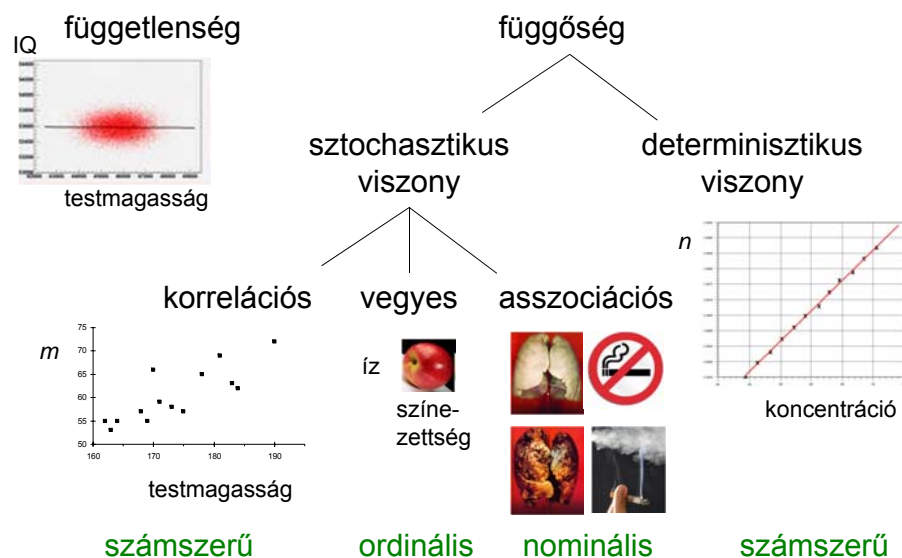 függetlenség
függőség
IQ
testmagasság
sztochasztikus
viszony
determinisztikus
viszony
korrelációs
vegyes
asszociációs
n
m
75
70
65
60
55
50
160
170
180
190
testmagasság
íz
színe-
zettség
koncentráció
számszerű
ordinális
nominális
számszerű